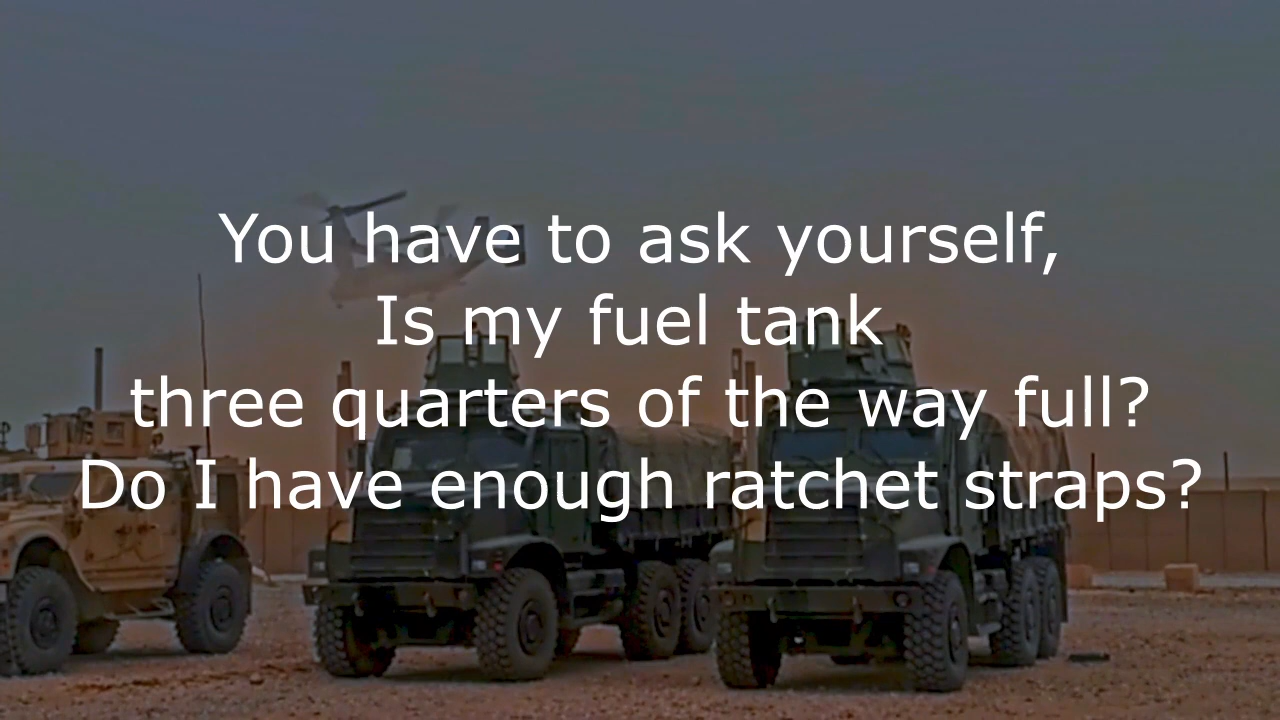 You have to ask yourself,
Is my fuel tank
three quarters of the way full?
Do I have enough ratchet straps?